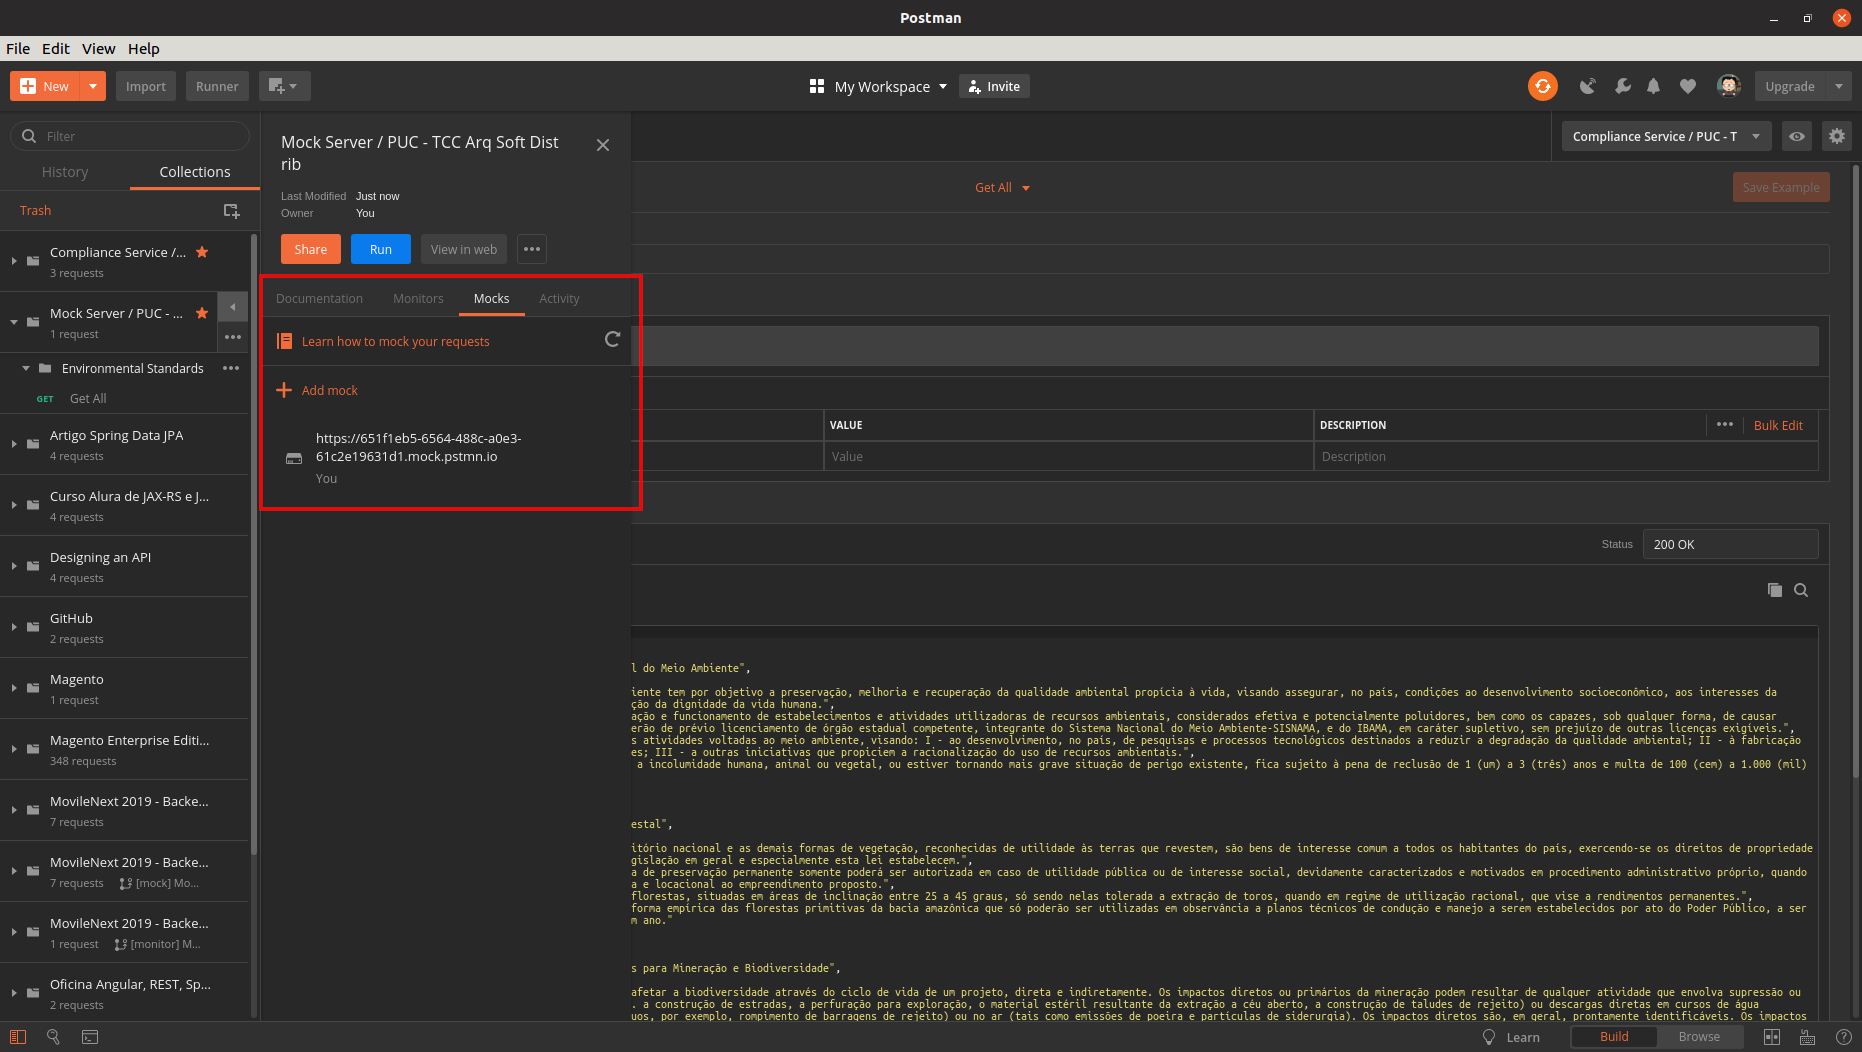 Postman
File Edit View Help
New
Import
Runner
My Workspace
Invite
Upgrade
Filter
History
Collections
Trash
Compliance Service /...
3 requests
Mock Server / PUC - ...
1 request
Environmental Standards
GET Get All
Artigo Spring Data JPA
4 requests
Curso Alura de JAX-RS e J...
4 requests
Designing an API
4 requests
GitHub
2 requests
Magento
1 request
Magento Enterprise Editi...
348 requests
MovileNext 2019 - Backe...
7 requests
MovileNext 2019 - Backe...
7 requests [mock] Mo...
MovileNext 2019 - Backe...
1 request [monitor] M...
Oficina Angular, REST, Sp...
2 requests
Mock Server / PUC - TCC Arq Soft Dist
rib
Last Modified Just now
Owner You
Share
Run
View in web
Documentation
Monitors
Mocks
Activity
Learn how to mock your requests
Add mock
https://651f1eb5-6564-488c-a0e3-
61c2e19631d1.mock.pstmn.io
You
Compliance Service / PUC - T
Get All
Save Example
VALUE
DESCRIPTION
Bulk Edit
Value
Description
Status
200 OK
l do Meio Ambiente",
iente tem por objetivo a preservação, melhoria e recuperação da qualidade ambiental propícia à vida, visando assegurar, no país, condições ao desenvolvimento socioeconômico, aos interesses da
ção da dignidade da vida humana.",
ação e funcionamento de estabelecimentos e atividades utilizadoras de recursos ambientais, considerados efetiva e potencialmente poluidores, bem como os capazes, sob qualquer forma, de causar
erão de prévio licenciamento de órgão estadual competente, integrante do Sistema Nacional do Meio Ambiente-SISNAMA, e do IBAMA, em caráter supletivo, sem prejuízo de outras licenças exigíveis.",
s atividades voltadas ao meio ambiente, visando: I - ao desenvolvimento, no país, de pesquisas e processos tecnológicos destinados a reduzir a degradação da qualidade ambiental; II - à fabricação
es; III - a outras iniciativas que propiciem a racionalização do uso de recursos ambientais.",
a incolumidade humana, animal ou vegetal, ou estiver tornando mais grave situação de perigo existente, fica sujeito à pena de reclusão de 1 (um) a 3 (três) anos e multa de 100 (cem) a 1.000 (mil)
estal",
itório nacional e as demais formas de vegetação, reconhecidas de utilidade às terras que revestem, são bens de interesse comum a todos os habitantes do país, exercendo-se os direitos de propriedade
gislação em geral e especialmente esta lei estabelecem.",
a de preservação permanente somente poderá ser autorizada em caso de utilidade pública ou de interesse social, devidamente caracterizados e motivados em procedimento administrativo próprio, quando
a e locacional ao empreendimento proposto.",
florestas, situadas em áreas de inclinação entre 25 a 45 graus, só sendo nelas tolerada a extração de toros, quando em regime de utilização racional, que vise a rendimentos permanentes.",
forma empírica das florestas primitivas da bacia amazônica que só poderão ser utilizadas em observância a planos técnicos de condução e manejo a serem estabelecidos por ato do Poder Público, a ser
m ano."
s para Mineração e Biodiversidade",
afetar a biodiversidade através do ciclo de vida de um projeto, direta e indiretamente. Os impactos diretos ou primários da mineração podem resultar de qualquer atividade que envolva supressão ou
. a construção de estradas, a perfuração para exploração, o material estéril resultante da extração a céu aberto, a construção de taludes de rejeito) ou descargas diretas em cursos de água
uos, por exemplo, rompimento de barragens de rejeito) ou no ar (tais como emissões de poeira e partículas de siderurgia). Os impactos diretos são, em geral, prontamente identificáveis. Os impactos
Learn
Build
Browse